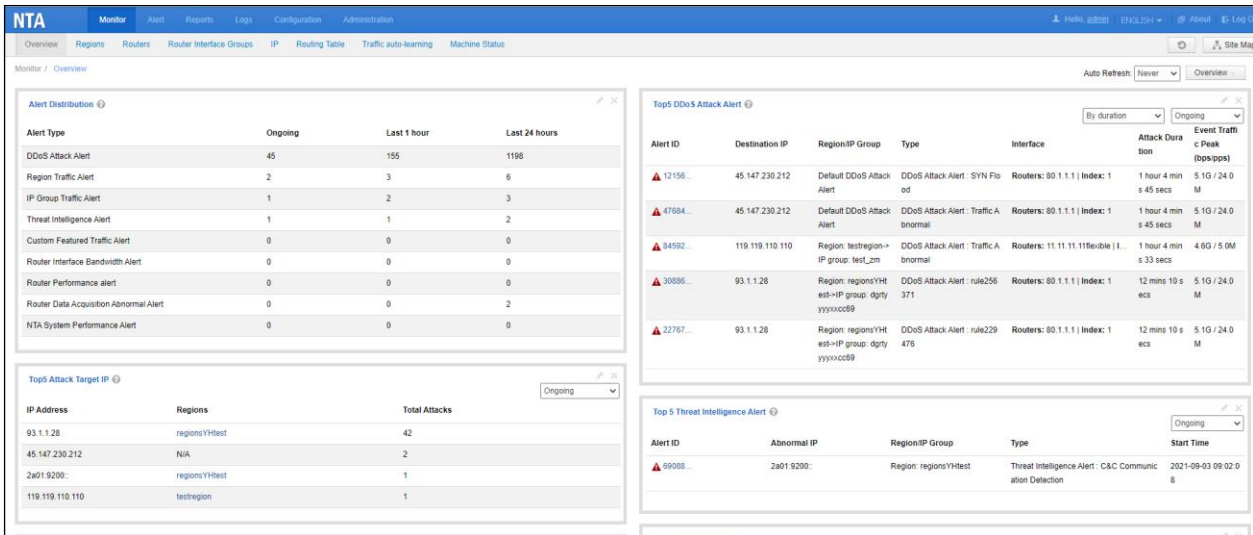 NTA Monitor Alert Reports Logs Configuration Administration Hello, admin ENGLISH About Log O
Overview Regions Routers Router Interface Groups IP Routing Table Traffic auto-learning Machine Status Site Map
Monitor / Overview
Auto Refresh: Never Overview
Alert Distribution
Alert Type Ongoing Last 1 hour Last 24 hours
DDoS Attack Alert 45 155 1198
Region Traffic Alert 2 3 6
IP Group Traffic Alert 1 2 3
Threat Intelligence Alert 1 1 2
Custom Featured Traffic Alert 0 0 0
Router Interface Bandwidth Alert 0 0 0
Router Performance alert 0 0 0
Router Data Acquisition Abnormal Alert 0 0 2
NTA System Performance Alert 0 0 0
Top5 Attack Target IP
Ongoing
IP Address Regions Total Attacks
93.1.1.28 regionsYHtest 42
45.147.230.212 N/A 2
2a01:9200:: regionsYHtest 1
119.119.110.110 testregion 1
Top5 DDoS Attack Alert
By duration Ongoing
Alert ID Destination IP Region/IP Group Type Interface Attack Dura Event Traffi
tion c Peak
(bps/pps)
12156... 45.147.230.212 Default DDoS Attack DDoS Attack Alert : SYN Flo Routers: 80.1.1.1 | Index: 1 1 hour 4 min 5.1G / 24.0
Alert od s 45 secs M
47684... 45.147.230.212 Default DDoS Attack DDoS Attack Alert : Traffic A Routers: 80.1.1.1 | Index: 1 1 hour 4 min 5.1G / 24.0
Alert bnormal s 45 secs M
84592... 119.119.110.110 Region: testregion-> DDoS Attack Alert : Traffic A Routers: 11.11.11.11flexible | I... 1 hour 4 min 4.6G / 5.0M
IP group: test_zm bnormal s 33 secs
30886... 93.1.1.28 Region: regionsYHt DDoS Attack Alert : rule256 Routers: 80.1.1.1 | Index: 1 12 mins 10 s 5.1G / 24.0
est->IP group: dgrty 371 ecs M
yyyxxcc69
22767... 93.1.1.28 Region: regionsYHt DDoS Attack Alert : rule229 Routers: 80.1.1.1 | Index: 1 12 mins 10 s 5.1G / 24.0
est->IP group: dgrty 476 ecs M
yyyxxcc69
Top 5 Threat Intelligence Alert
Ongoing
Alert ID Abnormal IP Region/IP Group Type Start Time
69088... 2a01:9200:: Region: regionsYHtest Threat Intelligence Alert : C&C Communic 2021-09-03 09:02:0
ation Detection 8